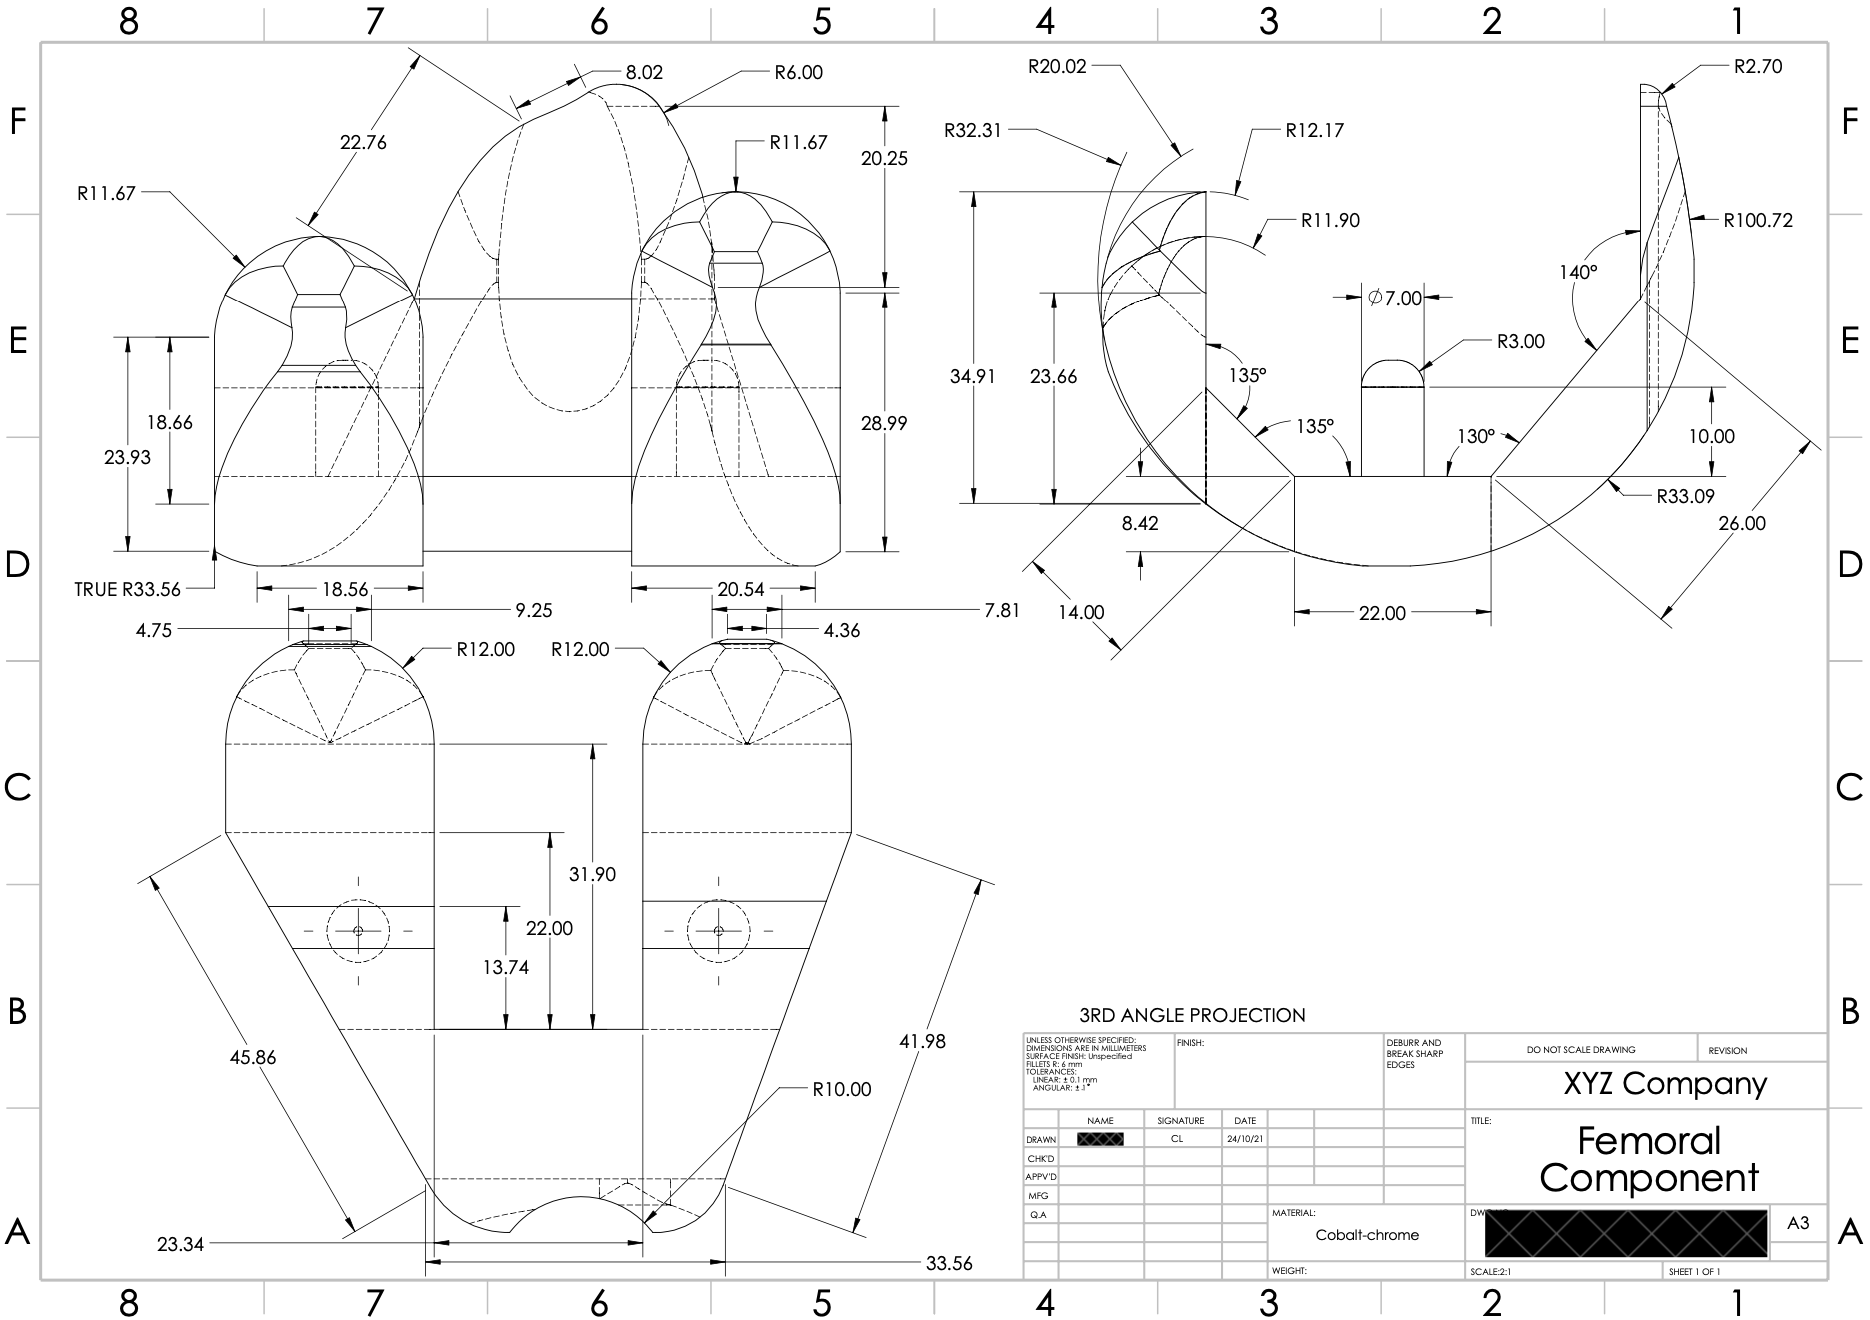 8 7 6 5 4 3 2 1
F F
E E
D D
C C
B B
A A
8 7 6 5 4 3 2 1
8.02
R6.00
22.76
R11.67
20.25
R11.67
18.66
23.93
28.99
TRUE R33.56
18.56
20.54
R20.02
R32.31
R12.17
R11.90
R2.70
R100.72
140°
⌀7.00
R3.00
34.91
23.66
135°
135°
130°
10.00
R33.09
26.00
8.42
14.00
22.00
9.25
4.75
7.81
4.36
R12.00
R12.00
31.90
22.00
13.74
45.86
41.98
R10.00
23.34
33.56
3RD ANGLE PROJECTION
UNLESS OTHERWISE SPECIFIED:
DIMENSIONS ARE IN MILLIMETERS
SURFACE FINISH: Unspecified
FILLETS R: 6 mm
TOLERANCES:
LINEAR: ± 0.1 mm
ANGULAR: ± .1°
FINISH:
DEBURR AND
BREAK SHARP
EDGES
DO NOT SCALE DRAWING
REVISION
XYZ Company
NAME SIGNATURE DATE
DRAWN CL 24/10/21
CHK'D
APPV'D
MFG
Q.A
TITLE:
Femoral
Component
MATERIAL:
Cobalt-chrome
A3
WEIGHT:
SCALE:2:1
SHEET 1 OF 1